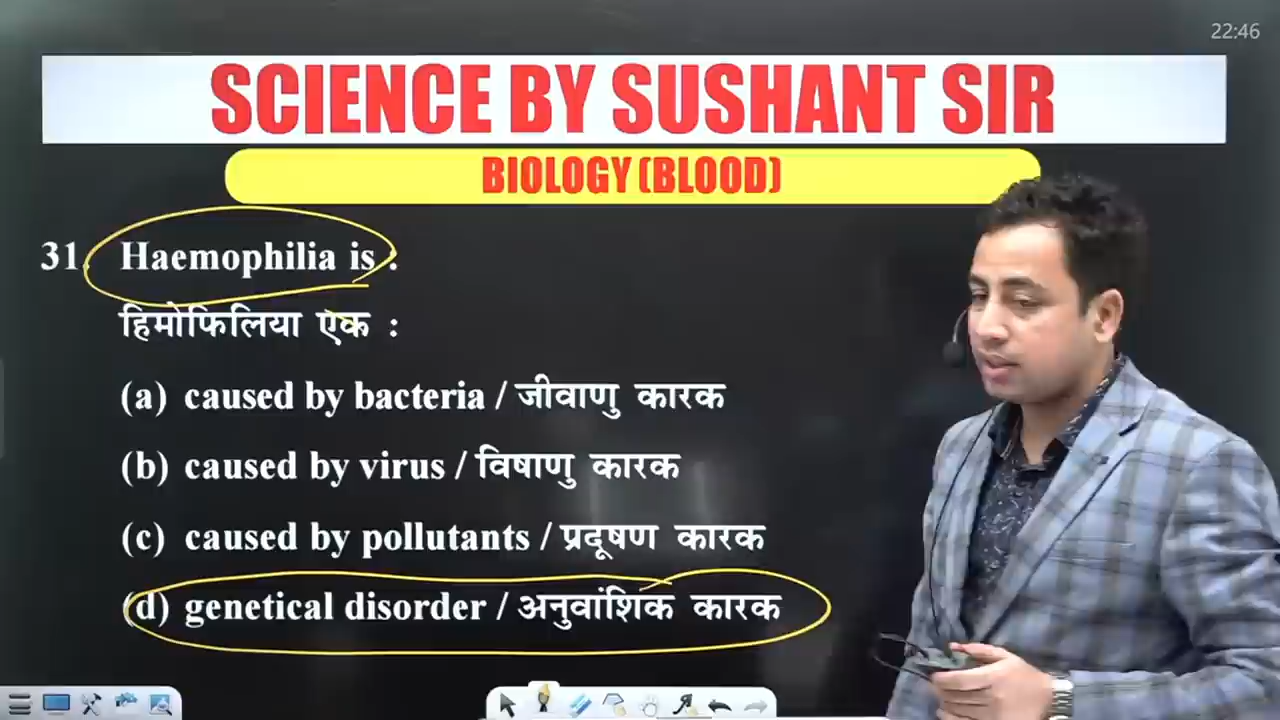 22:46
SCIENCE BY SUSHANT SIR
BIOLOGY (BLOOD)
31. Haemophilia is :
हिमोफिलिया एक :
(a) caused by bacteria / जीवाणु कारक
(b) caused by virus / विषाणु कारक
(c) caused by pollutants / प्रदूषण कारक
(d) genetical disorder / अनुवांशिक कारक